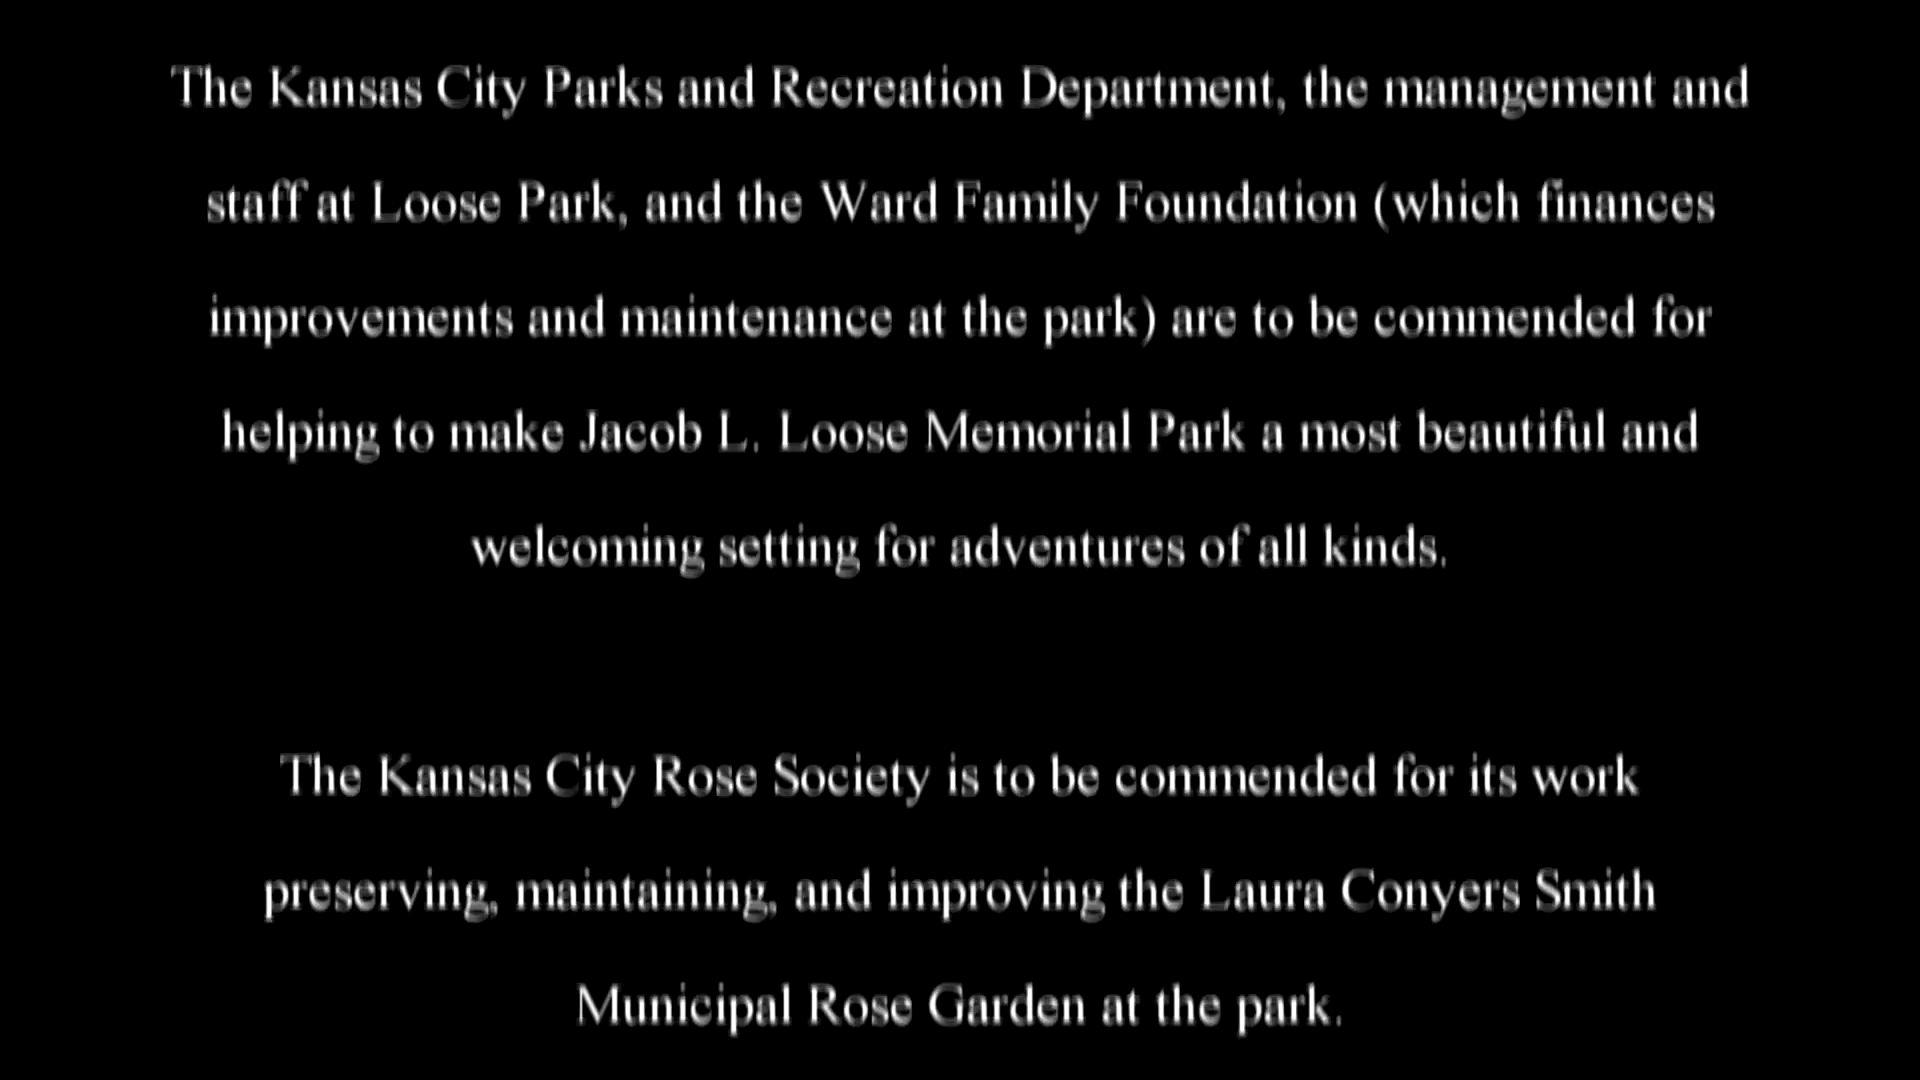 The Kansas City Parks and Recreation Department, the management and
staff at Loose Park, and the Ward Family Foundation (which finances
improvements and maintenance at the park) are to be commended for
helping to make Jacob L. Loose Memorial Park a most beautiful and
welcoming setting for adventures of all kinds.
The Kansas City Rose Society is to be commended for its work
preserving, maintaining, and improving the Laura Conyers Smith
Municipal Rose Garden at the park.